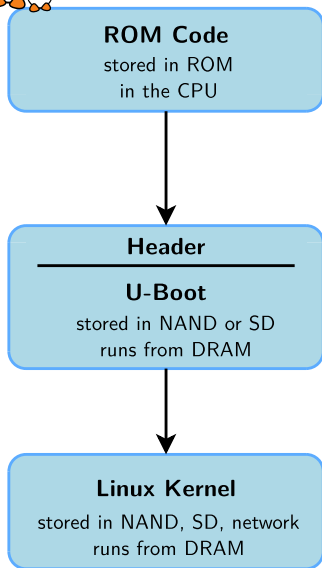 ROM Code
stored in ROM
in the CPU
Header
U-Boot
stored in NAND or SD
runs from DRAM
Linux Kernel
stored in NAND, SD, network
runs from DRAM